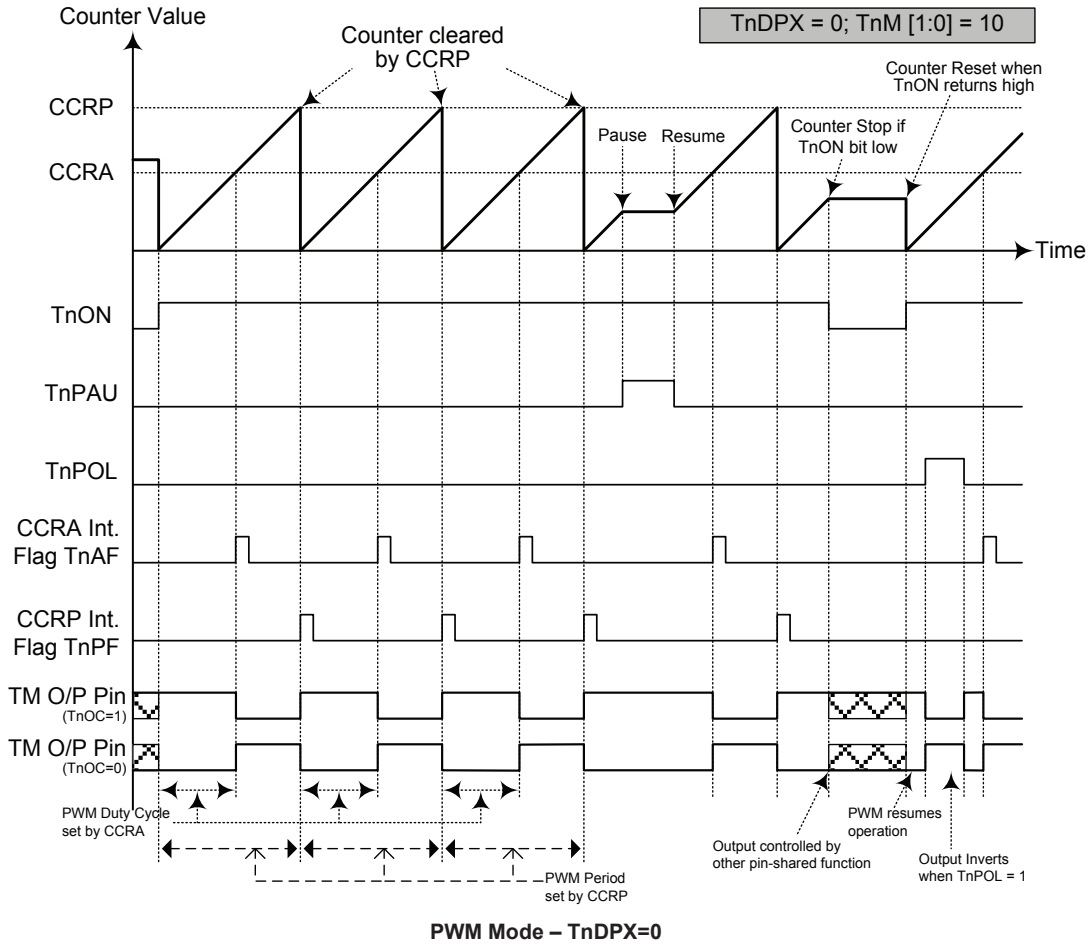 Counter Value
TnDPX = 0; TnM [1:0] = 10
Counter cleared
by CCRP
Counter Reset when
TnON returns high
CCRP
Pause
Resume
Counter Stop if
TnON bit low
CCRA
Time
TnON
TnPAU
TnPOL
CCRA Int.
Flag TnAF
CCRP Int.
Flag TnPF
TM O/P Pin
(TnOC=1)
TM O/P Pin
(TnOC=0)
PWM Duty Cycle
set by CCRA
PWM resumes
operation
Output controlled by
other pin-shared function
Output Inverts
when TnPOL = 1
PWM Period
set by CCRP
PWM Mode – TnDPX=0